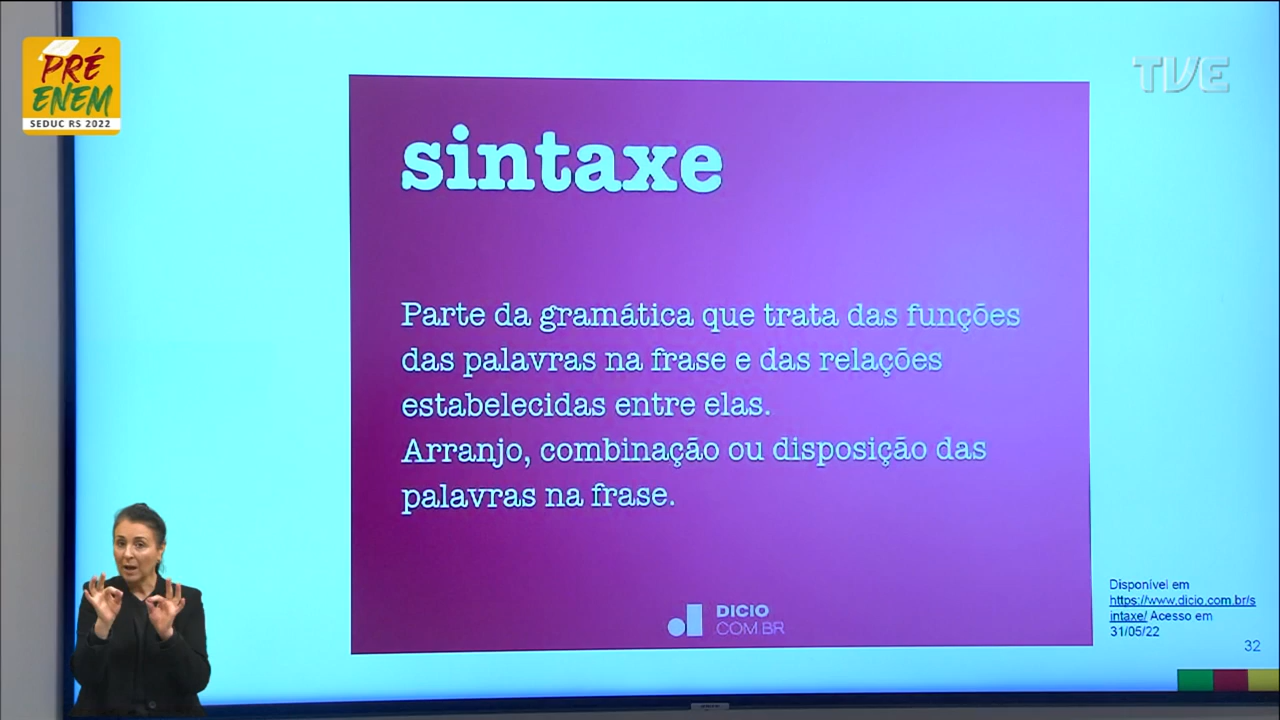 PRÉ
ENEM
SEDUC RS 2022
TVE
sintaxe
Parte da gramática que trata das funções
das palavras na frase e das relações
estabelecidas entre elas.
Arranjo, combinação ou disposição das
palavras na frase.
DICIO
COM BR
Disponível em
https://www.dicio.com.br/s
intaxe/ Acesso em
31/05/22
32